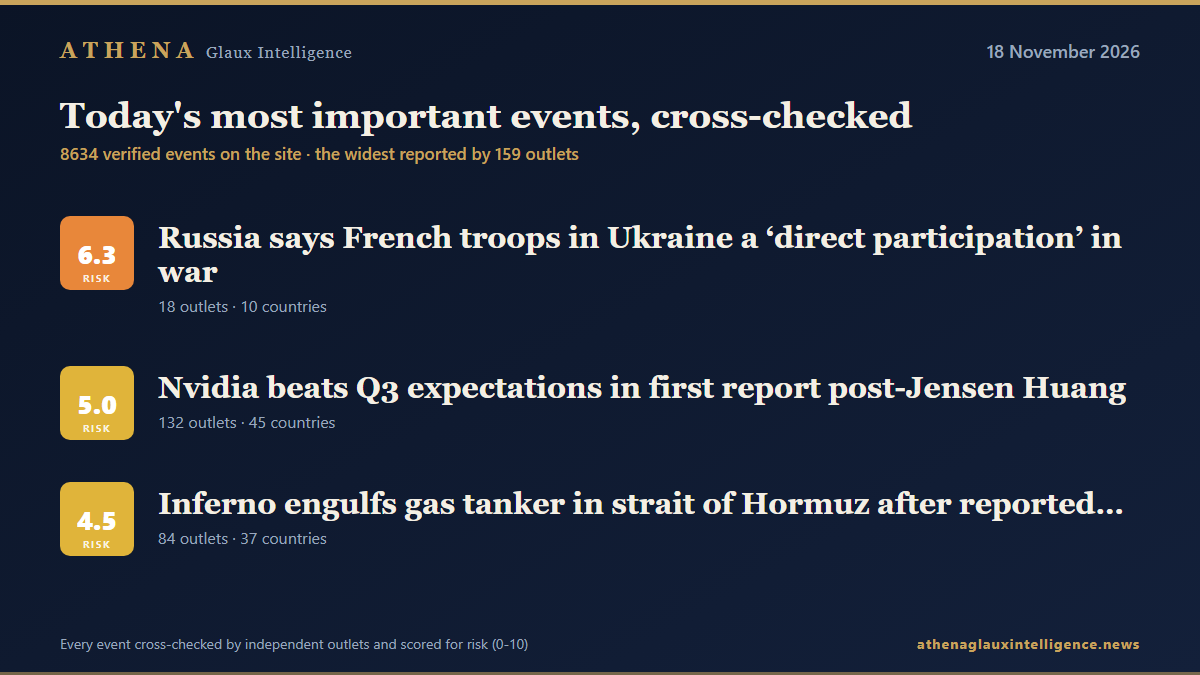 ATHENA Glaux Intelligence
18 November 2026
Today's most important events, cross-checked
8634 verified events on the site · the widest reported by 159 outlets
6.3
RISK
Russia says French troops in Ukraine a ‘direct participation’ in
war
18 outlets · 10 countries
5.0
RISK
Nvidia beats Q3 expectations in first report post-Jensen Huang
132 outlets · 45 countries
4.5
RISK
Inferno engulfs gas tanker in strait of Hormuz after reported…
84 outlets · 37 countries
Every event cross-checked by independent outlets and scored for risk (0-10)
athenaglauxintelligence.news